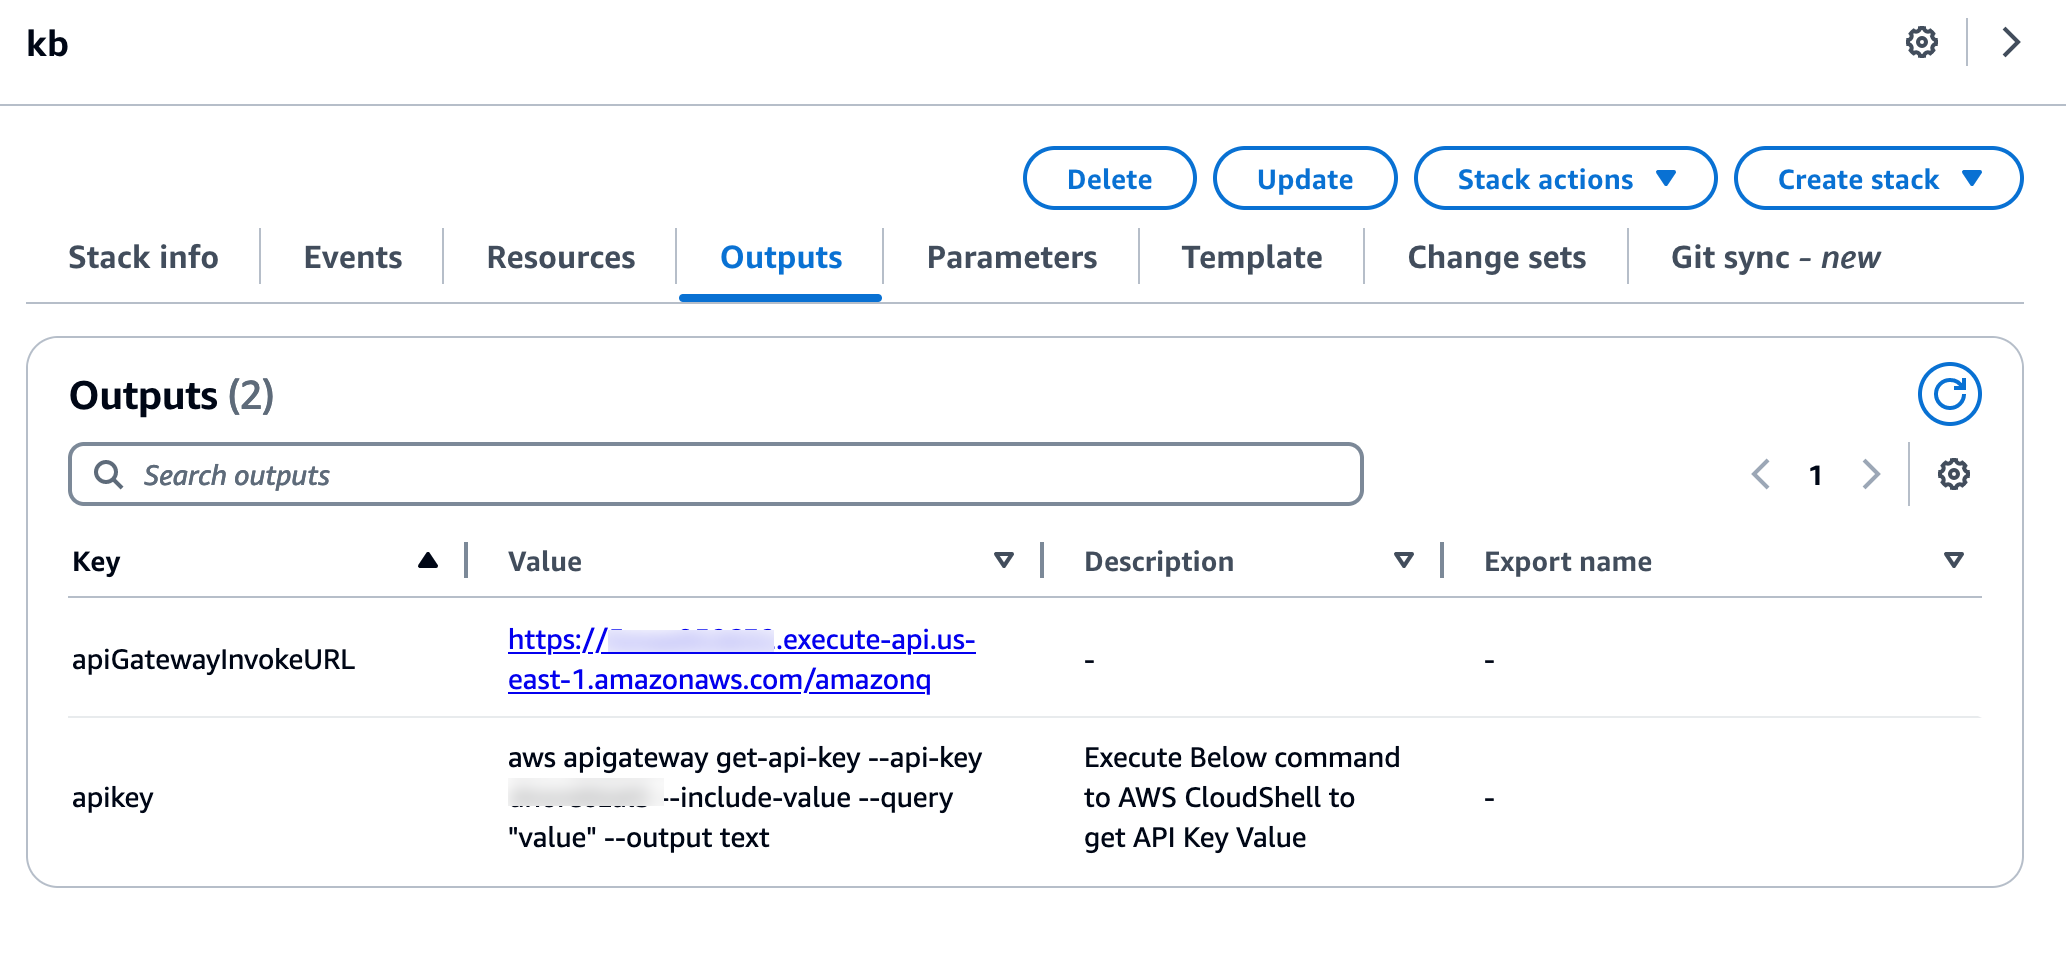 kb
Delete
Update
Stack actions
Create stack
Stack info
Events
Resources
Outputs
Parameters
Template
Change sets
Git sync - new
Outputs (2)
Search outputs
1
Key
Value
Description
Export name
apiGatewayInvokeURL
https://
.execute-api.us-
east-1.amazonaws.com/amazonq
-
-
apikey
aws apigateway get-api-key --api-key
--include-value --query
"value" --output text
Execute Below command
to AWS CloudShell to
get API Key Value
-